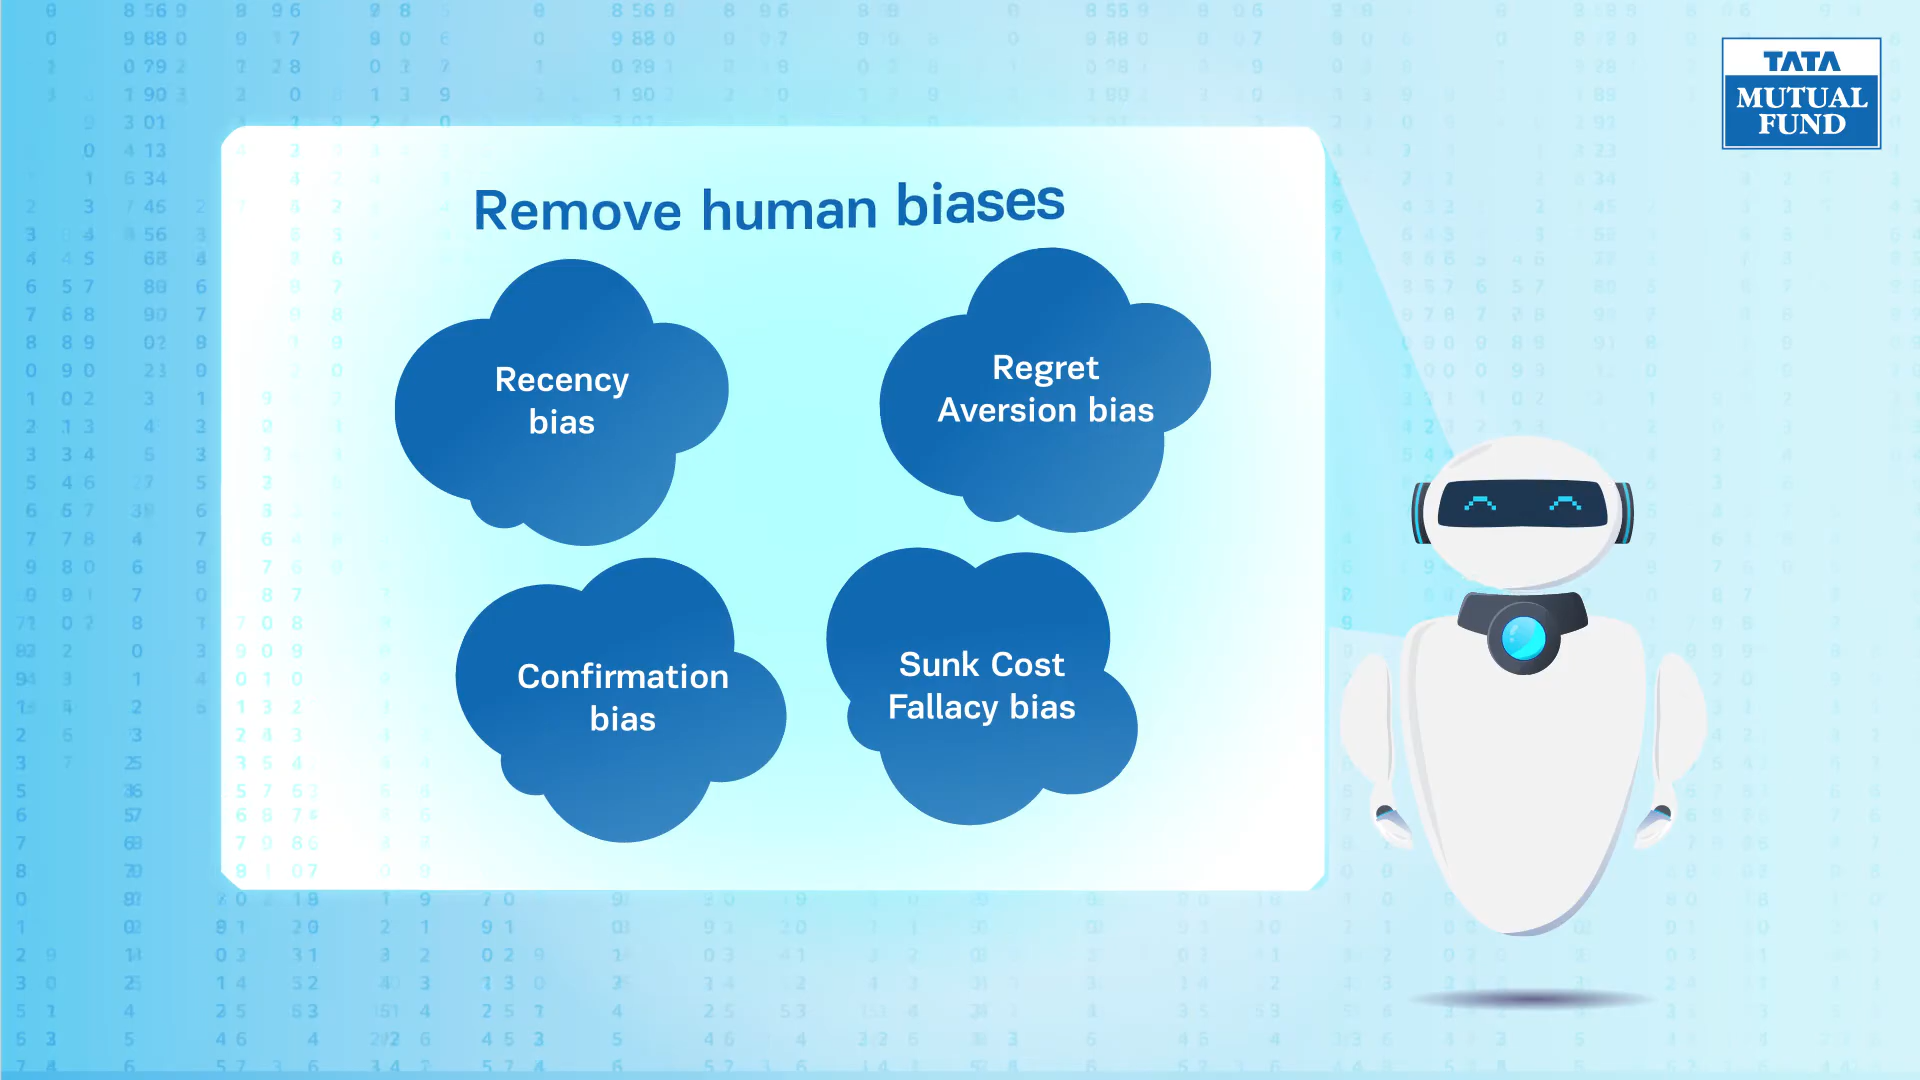 TATA
MUTUAL
FUND
Remove human biases
Recency
bias
Regret
Aversion bias
Confirmation
bias
Sunk Cost
Fallacy bias